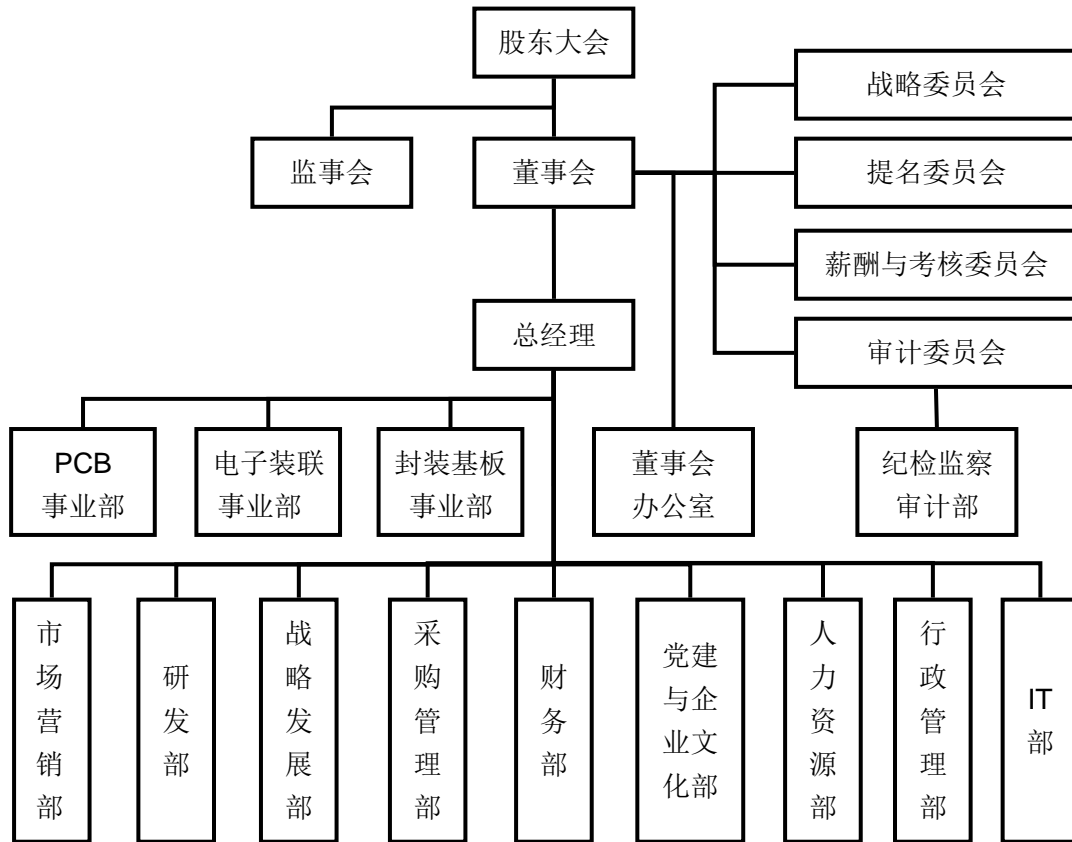 股东大会
战略委员会
监事会
董事会
提名委员会
薪酬与考核委员会
总经理
审计委员会
PCB
事业部
电子装联
事业部
封装基板
事业部
董事会
办公室
纪检监察
审计部
市场营销部
研发部
战略发展部
采购管理部
财务部
党建
与企
业文
化部
人力资源部
行政管理部
IT
部